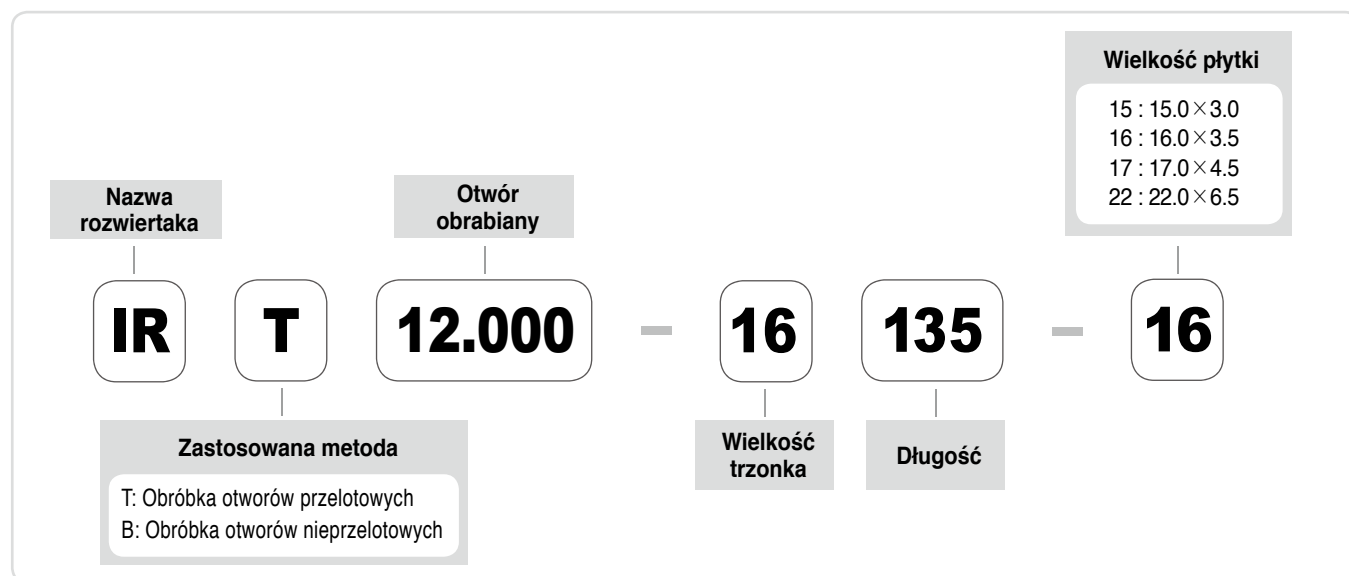 Wielkość płytki
15 : 15.0×3.0
16 : 16.0×3.5
17 : 17.0×4.5
22 : 22.0×6.5
Nazwa
rozwiertaka
Otwór
obrabiany
IR T 12.000 – 16 135 – 16
Zastosowana metoda
T: Obróbka otworów przelotowych
B: Obróbka otworów nieprzelotowych
Wielkość
trzonka
Długość